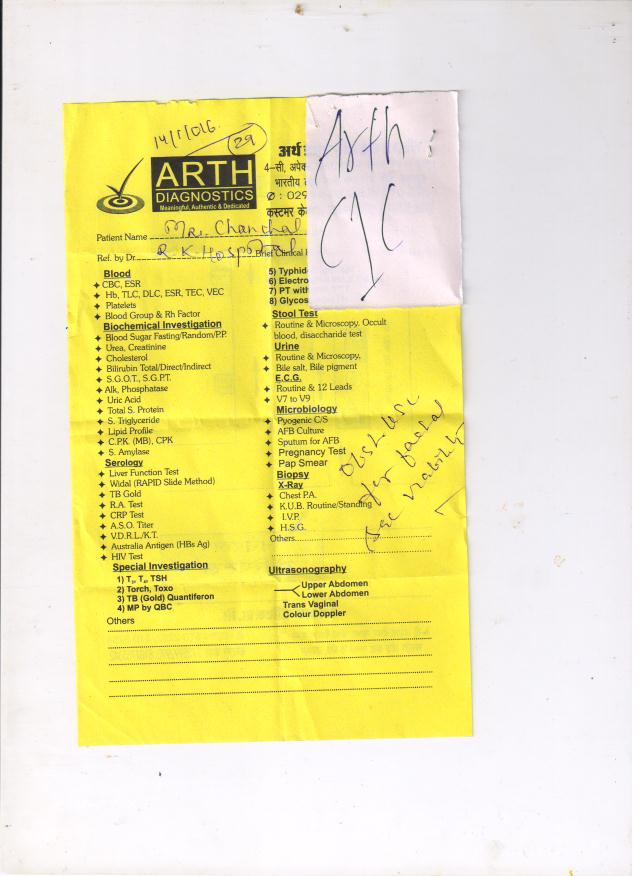 14/1/016
29
ARTH
DIAGNOSTICS
Meaningful, Authentic & Dedicated
अर्थ
4-सी, अपेक
भारतीय
: 029
कस्टमर के
Arth
C/C
Patient Name Mrs. Chanchal
Ref. by Dr. R.K. Hospital Brief Clinical
Blood
CBC, ESR
Hb, TLC, DLC, ESR, TEC, VEC
Platelets
Blood Group & Rh Factor
Biochemical Investigation
Blood Sugar Fasting/Random/P.P.
Urea, Creatinine
Cholesterol
Bilirubin Total/Direct/Indirect
S.G.O.T., S.G.P.T.
Alk, Phosphatase
Uric Acid
Total S. Protein
S. Triglyceride
Lipid Profile
C.P.K. (MB), CPK
S. Amylase
Serology
Liver Function Test
Widal (RAPID Slide Method)
TB Gold
R.A. Test
CRP Test
A.S.O. Titer
V.D.R.L./K.T.
Australia Antigen (HBs Ag)
HIV Test
Special Investigation
1) T₃, T₄, TSH
2) Torch, Toxo
3) TB (Gold) Quantiferon
4) MP by QBC
Others
5) Typhid
6) Electro
7) PT with
8) Glycos
Stool Test
Routine & Microscopy, Occult
blood, disaccharide test
Urine
Routine & Microscopy,
Bile salt, Bile pigment
E.C.G.
Routine & 12 Leads
V7 to V9
Microbiology
Pyogenic C/S
AFB Culture
Sputum for AFB
Pregnancy Test
Pap Smear
Biopsy
X-Ray
Chest P.A.
K.U.B. Routine/Standing
I.V.P.
H.S.G.
Others
Obst. USG
for foetal
sac viability
Ultrasonography
Upper Abdomen
Lower Abdomen
Trans Vaginal
Colour Doppler